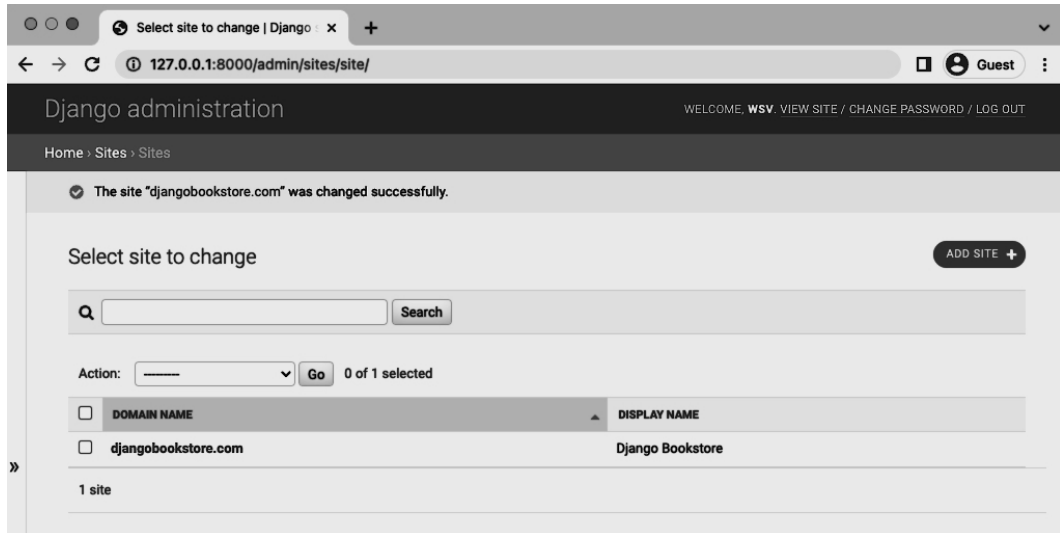 Select site to change | Django s
127.0.0.1:8000/admin/sites/site/
Guest
Django administration
WELCOME, WSV. VIEW SITE / CHANGE PASSWORD / LOG OUT
Home › Sites › Sites
The site “djangobookstore.com” was changed successfully.
Select site to change
ADD SITE +
Search
Action: --------- Go 0 of 1 selected
DOMAIN NAME DISPLAY NAME
djangobookstore.com Django Bookstore
»
1 site